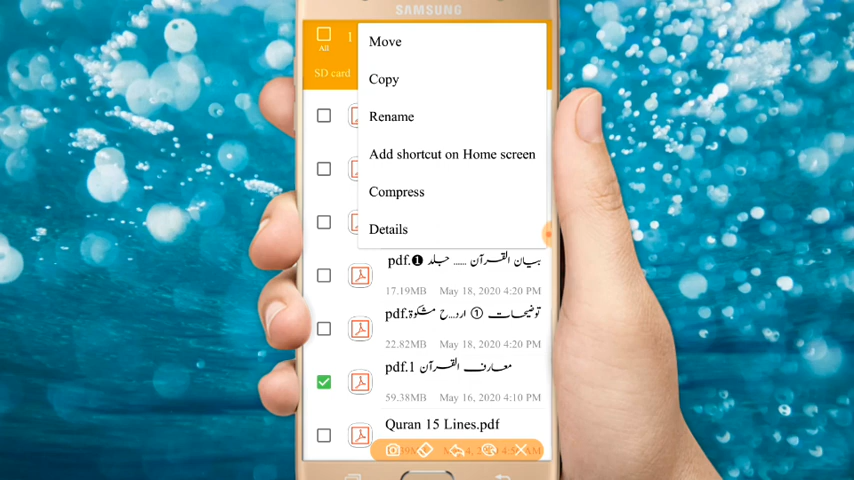 SAMSUNG
All
1
SD card
Move
Copy
Rename
Add shortcut on Home screen
Compress
Details
بیان القرآن ...... جلد ❶.pdf
17.19MB May 18, 2020 4:20 PM
توضیحات ① ارد...ح مشکوة.pdf
22.82MB May 18, 2020 4:20 PM
معارف القرآن 1.pdf
59.38MB May 16, 2020 4:10 PM
Quran 15 Lines.pdf